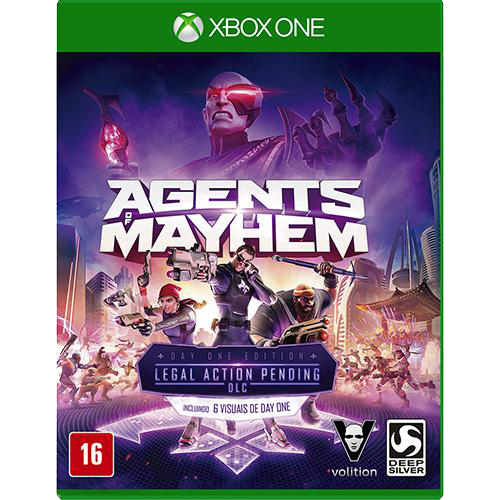 XBOX ONE
AGENTS
OF
MAYHEM
DAY ONE EDITION
LEGAL ACTION PENDING
DLC
INCLUINDO 6 VISUAIS DE DAY ONE
16
volition
DEEP
SILVER